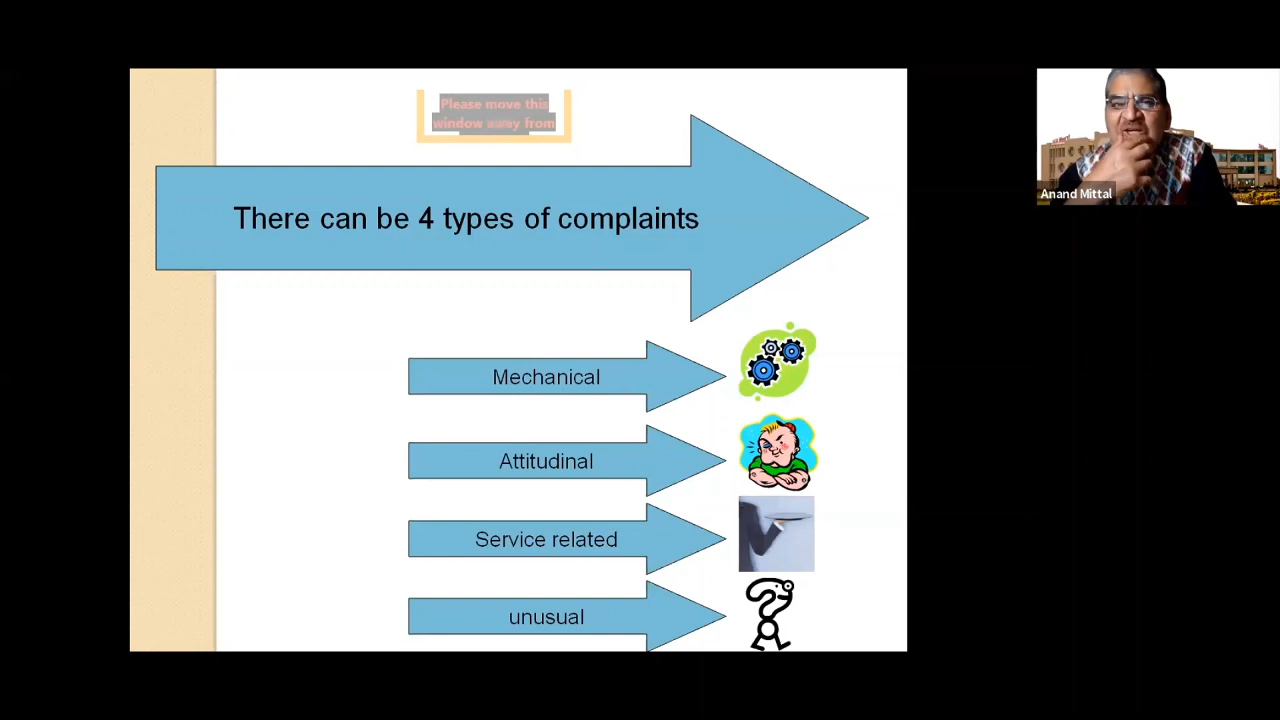 Please move this
window away from
There can be 4 types of complaints
Mechanical
Attitudinal
Service related
unusual
Anand Mittal